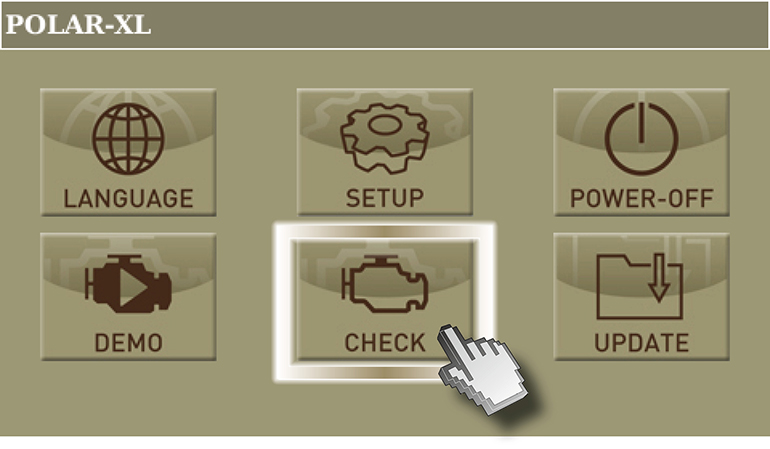 POLAR-XL
LANGUAGE
SETUP
POWER-OFF
DEMO
CHECK
UPDATE